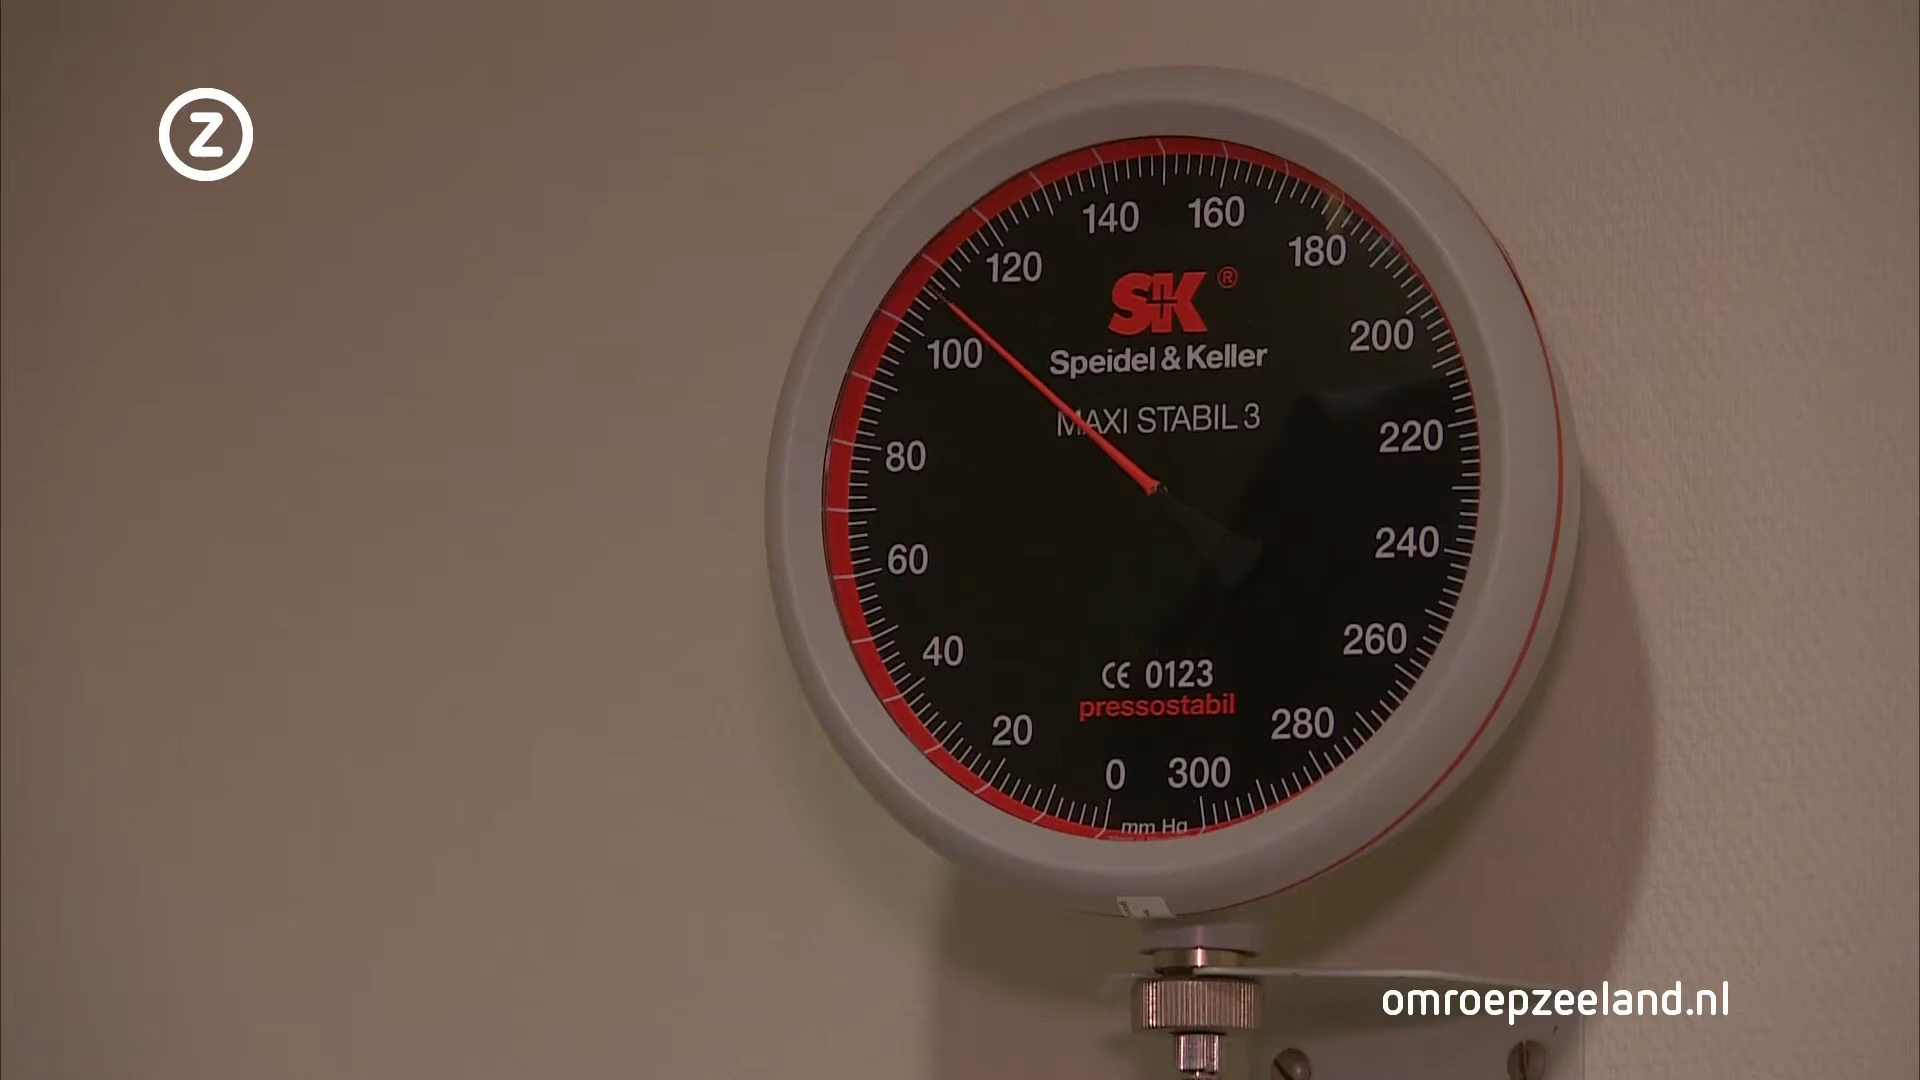 Z
140 160
120 180
S+K ®
100 200
Speidel & Keller
MAXI STABIL 3
80 220
60 240
40 260
CE 0123
pressostabil
20 280
0 300
mm Hg
omroepzeeland.nl